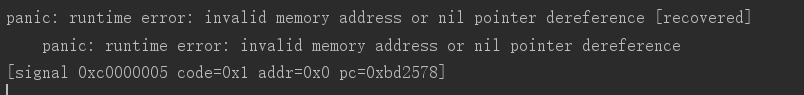 panic: runtime error: invalid memory address or nil pointer dereference [recovered]
panic: runtime error: invalid memory address or nil pointer dereference
[signal 0xc0000005 code=0x1 addr=0x0 pc=0xbd2578]